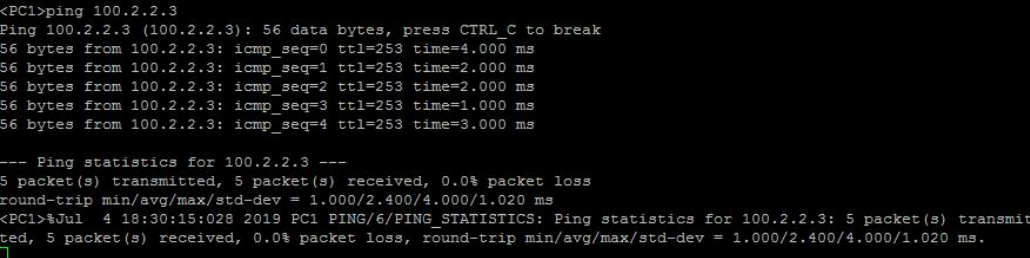 <PC1>ping 100.2.2.3
Ping 100.2.2.3 (100.2.2.3): 56 data bytes, press CTRL_C to break
56 bytes from 100.2.2.3: icmp_seq=0 ttl=253 time=4.000 ms
56 bytes from 100.2.2.3: icmp_seq=1 ttl=253 time=2.000 ms
56 bytes from 100.2.2.3: icmp_seq=2 ttl=253 time=2.000 ms
56 bytes from 100.2.2.3: icmp_seq=3 ttl=253 time=1.000 ms
56 bytes from 100.2.2.3: icmp_seq=4 ttl=253 time=3.000 ms
--- Ping statistics for 100.2.2.3 ---
5 packet(s) transmitted, 5 packet(s) received, 0.0% packet loss
round-trip min/avg/max/std-dev = 1.000/2.400/4.000/1.020 ms
<PC1>%Jul  4 18:30:15:028 2019 PC1 PING/6/PING_STATISTICS: Ping statistics for 100.2.2.3: 5 packet(s) transmit
ted, 5 packet(s) received, 0.0% packet loss, round-trip min/avg/max/std-dev = 1.000/2.400/4.000/1.020 ms.